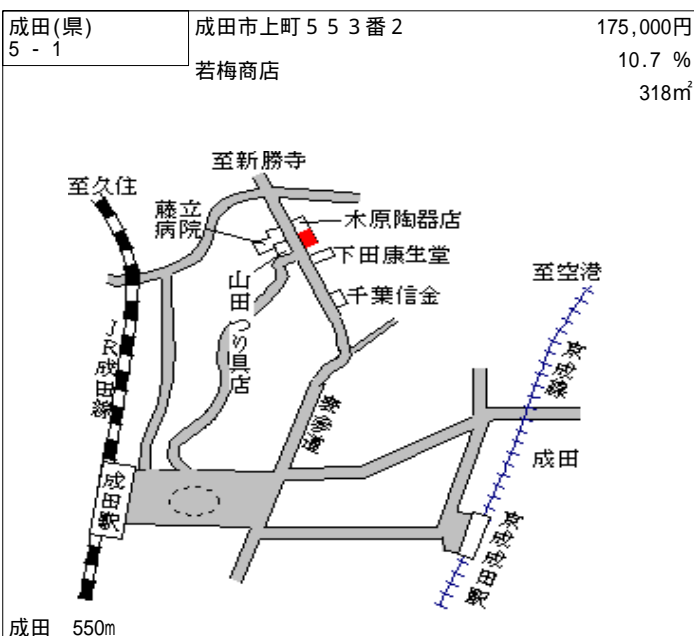 成田(県)
5 - 1
成田市上町５５３番２
若梅商店
175,000円
10.7 %
318㎡
至新勝寺
至久住
藤立
病院
木原陶器店
下田康生堂
山田つり具店
千葉信金
至空港
JR成田線
京成線
表参道
成田
成田駅
京成成田駅
成田 550m